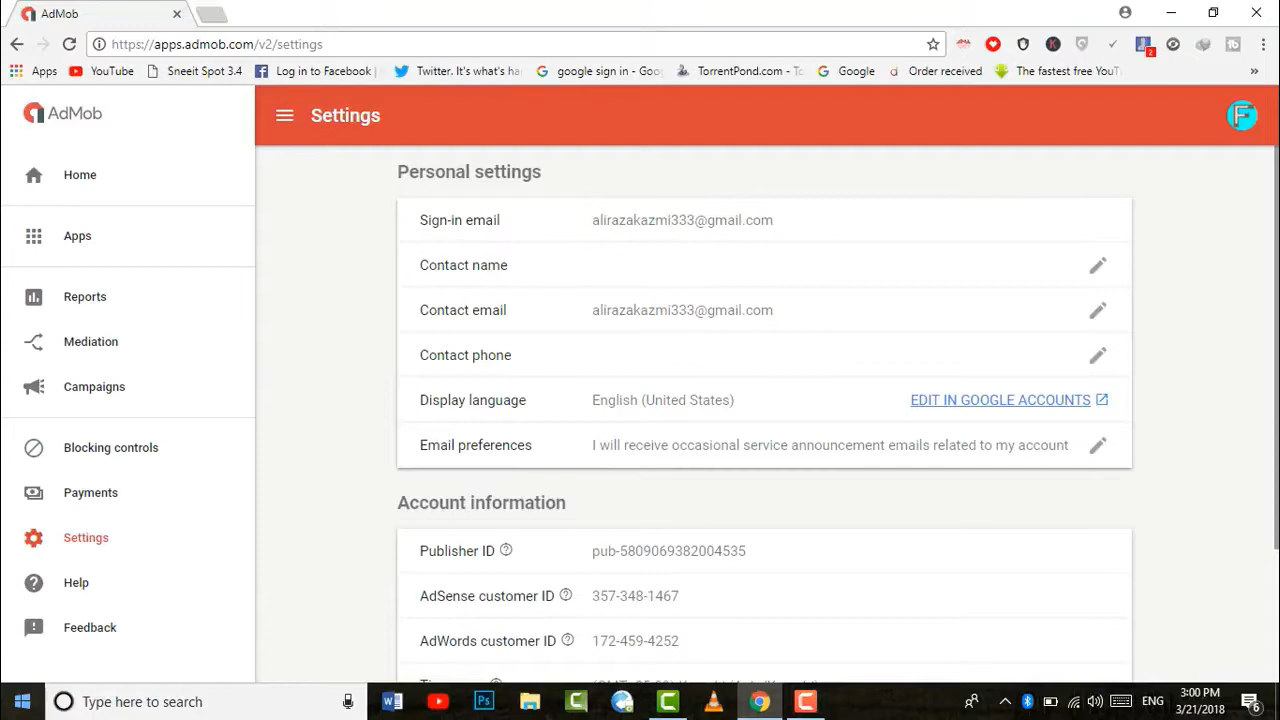 AdMob
https://apps.admob.com/v2/settings
Apps
YouTube
Sneeit Spot 3.4
Log in to Facebook
Twitter. It's what's ha
google sign in - Goo
TorrentPond.com - To
Google
Order received
The fastest free YouT
»
AdMob
Settings
F
Home
Apps
Reports
Mediation
Campaigns
Blocking controls
Payments
Settings
Help
Feedback
Personal settings
Sign-in email alirazakazmi333@gmail.com
Contact name
Contact email alirazakazmi333@gmail.com
Contact phone
Display language English (United States) EDIT IN GOOGLE ACCOUNTS
Email preferences I will receive occasional service announcement emails related to my account
Account information
Publisher ID pub-5809069382004535
AdSense customer ID 357-348-1467
AdWords customer ID 172-459-4252
Type here to search
Ps
ENG
3:00 PM
3/21/2018
6